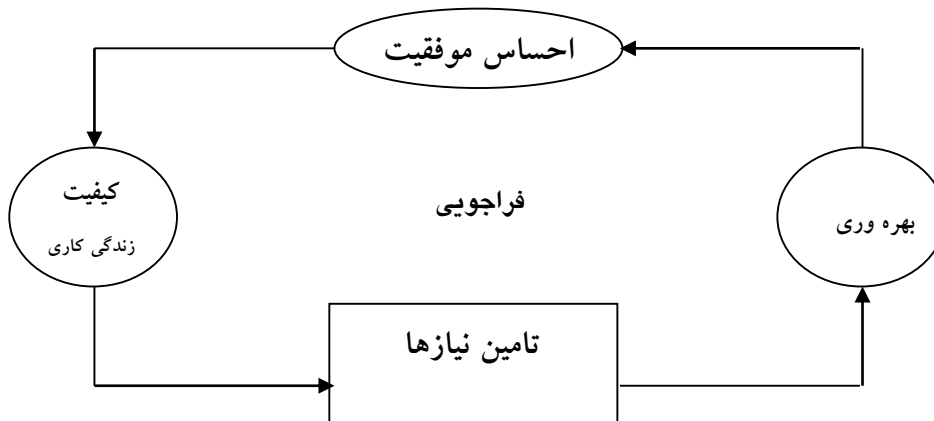 احساس موفقیت
کیفیت
زندگی کاری
فراجویی
بهره وری
تامین نیازها